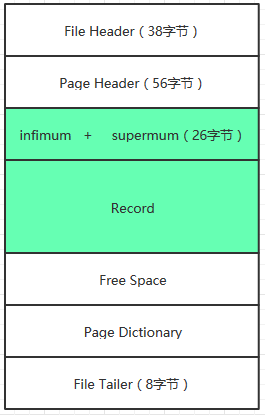 File Header（38字节）
Page Header（56字节）
infimum + supermum（26字节）
Record
Free Space
Page Dictionary
File Tailer（8字节）